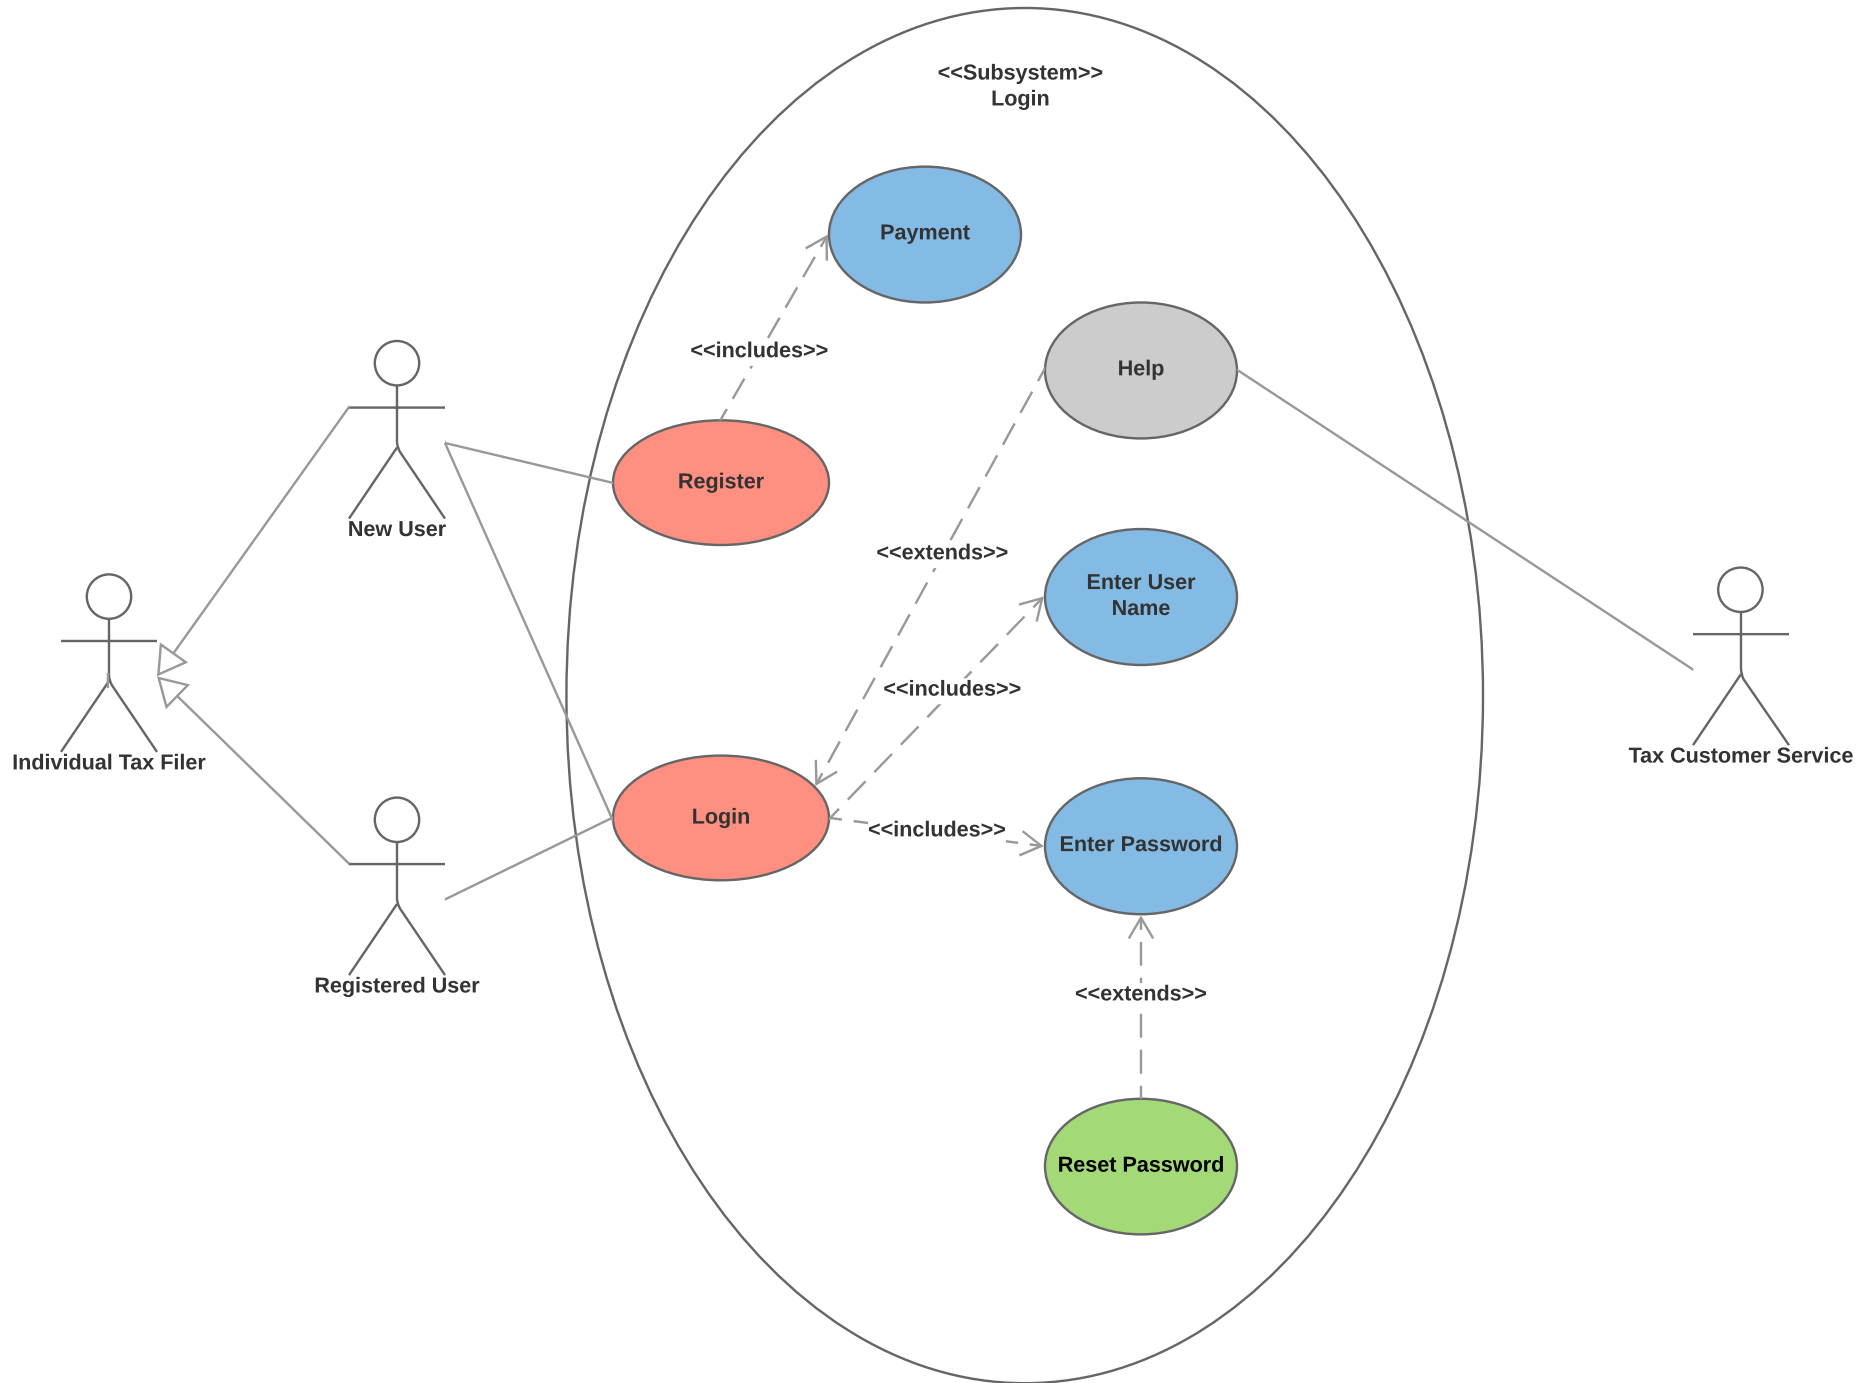 <<Subsystem>>
Login
Payment
<<includes>>
Help
Register
New User
<<extends>>
Enter User
Name
<<includes>>
Individual Tax Filer
Tax Customer Service
Login
<<includes>>
Enter Password
Registered User
<<extends>>
Reset Password